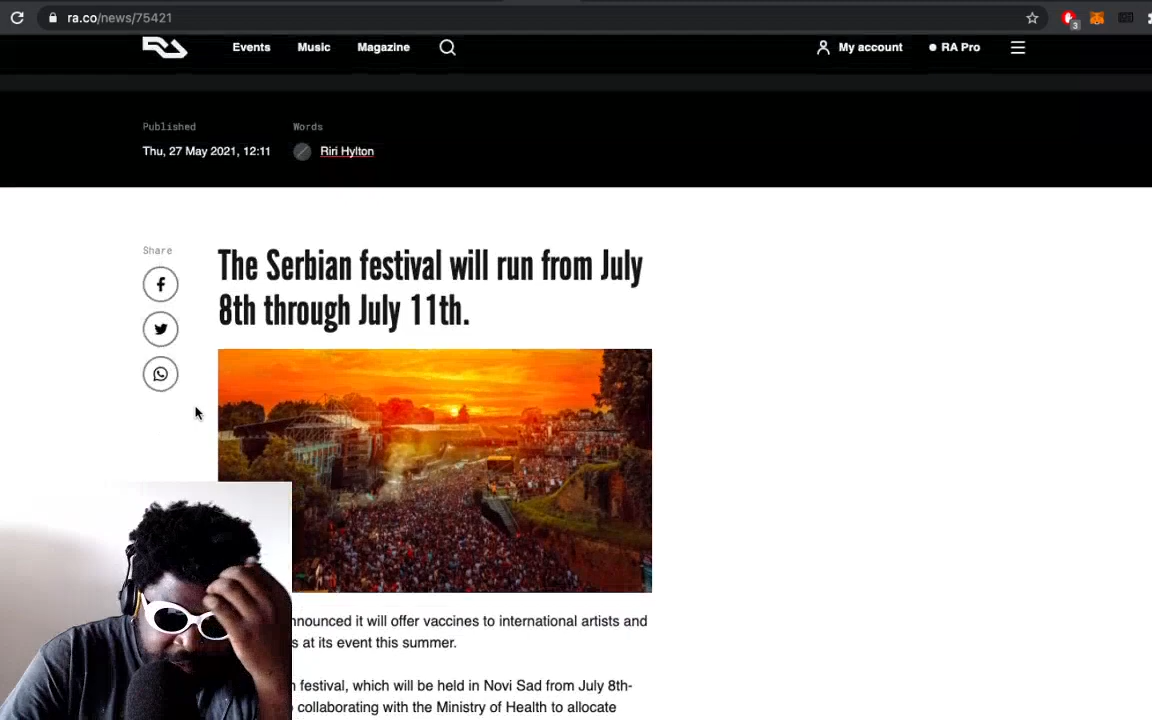 ra.co/news/75421
3
Events Music Magazine
My account RA Pro
Published Words
Thu, 27 May 2021, 12:11 Riri Hylton
Share
The Serbian festival will run from July
8th through July 11th.
it will offer vaccines to international artists and
at its event this summer.
festival, which will be held in Novi Sad from July 8th-
collaborating with the Ministry of Health to allocate